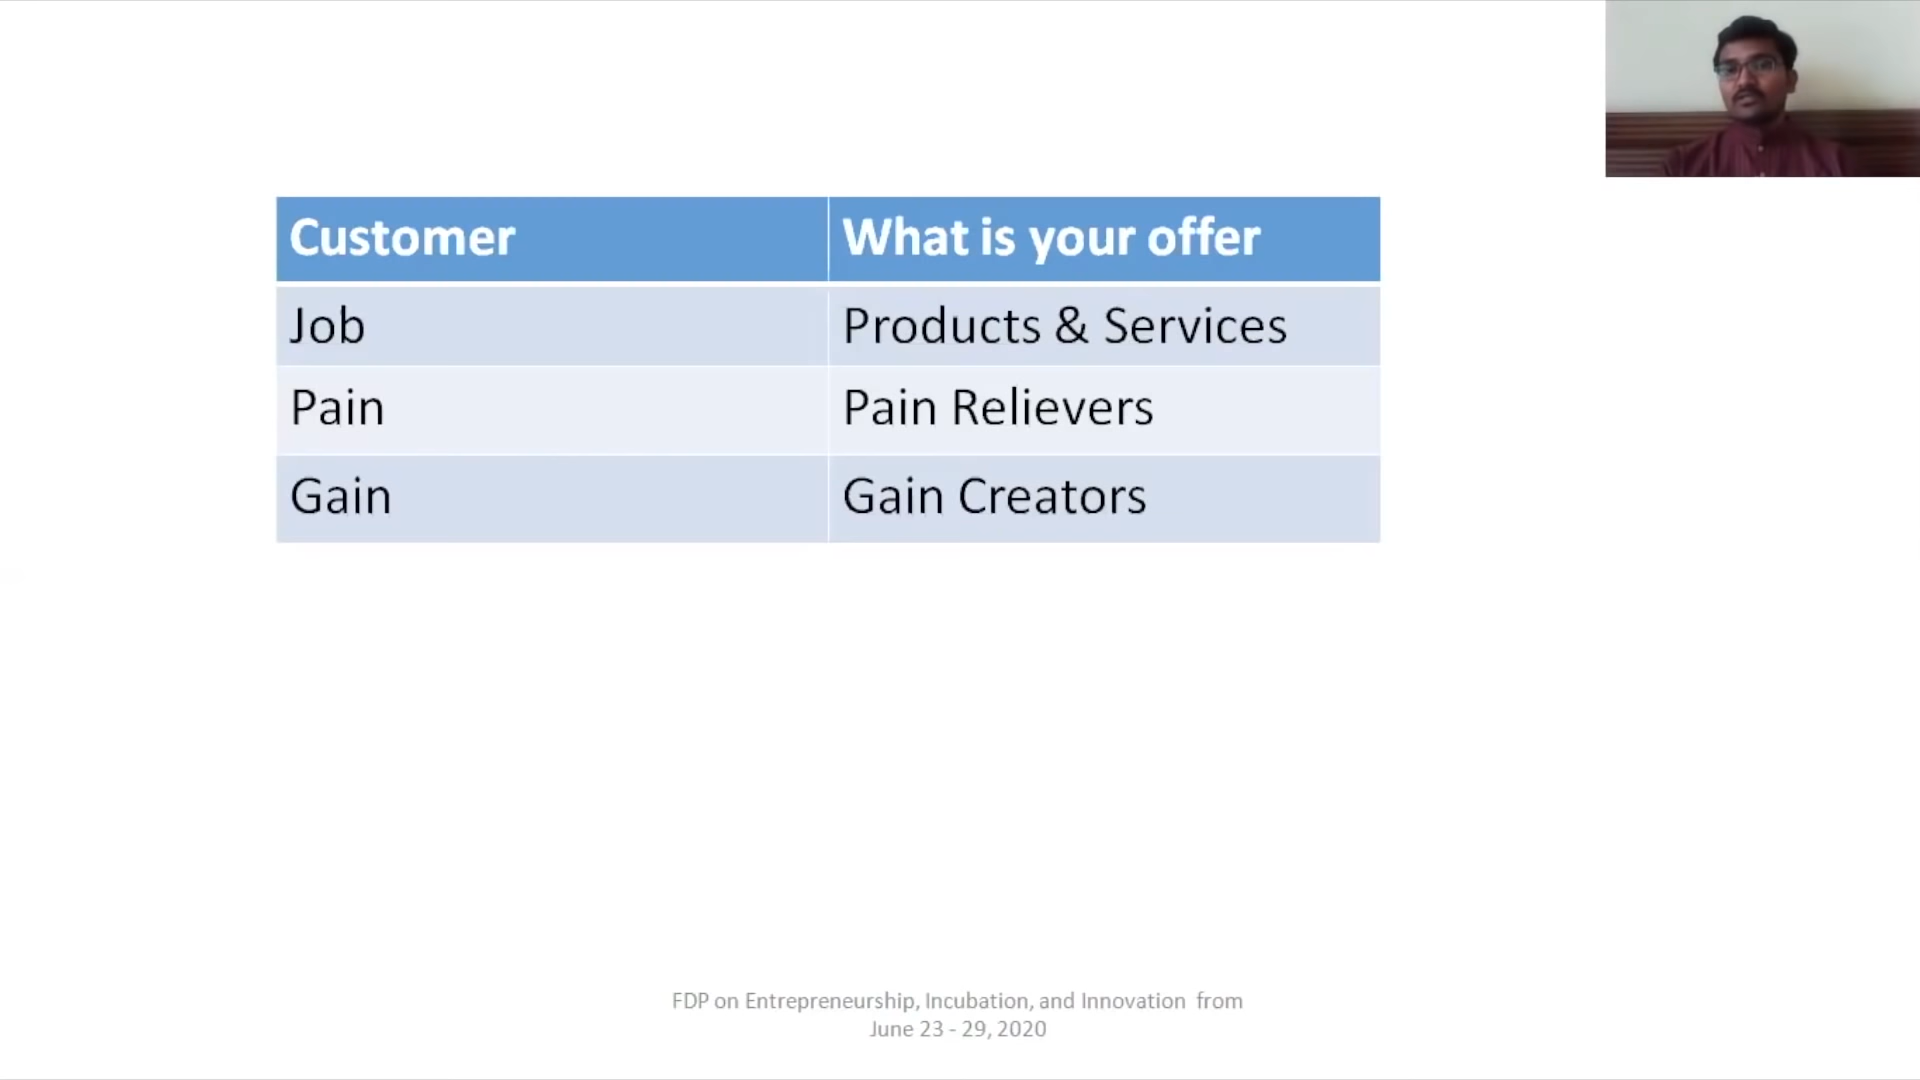 Customer What is your offer
Job Products & Services
Pain Pain Relievers
Gain Gain Creators
FDP on Entrepreneurship, Incubation, and Innovation from
June 23 - 29, 2020